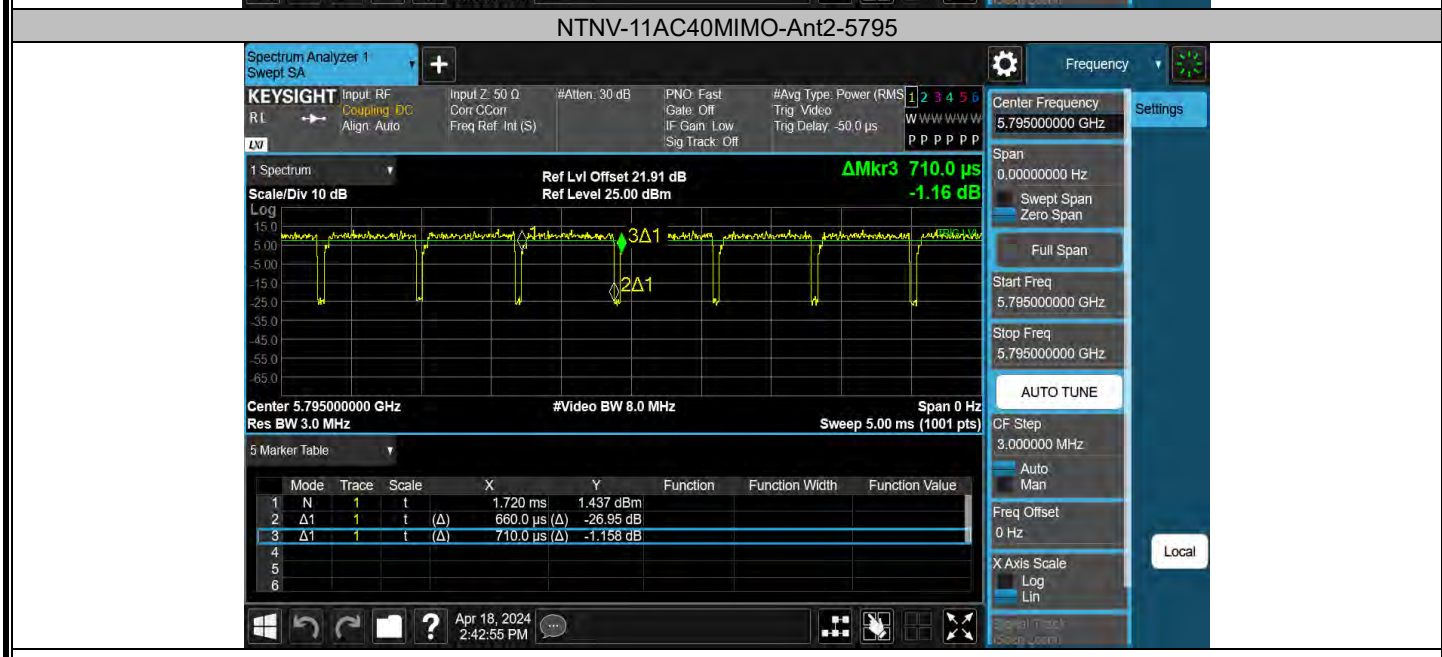 NTNV-11AC40MIMO-Ant2-5795
Spectrum Analyzer 1
Swept SA
+
Frequency
KEYSIGHT
RL
LXI
Input: RF
Coupling: DC
Align: Auto
Input Z: 50 Ω
Corr CCorr
Freq Ref: Int (S)
#Atten: 30 dB
PNO: Fast
Gate: Off
IF Gain: Low
Sig Track: Off
#Avg Type: Power (RMS
Trig: Video
Trig Delay: -50.0 µs
1 2 3 4 5 6
W W W W W W
P P P P P P
1 Spectrum
Scale/Div 10 dB
Ref Lvl Offset 21.91 dB
Ref Level 25.00 dBm
ΔMkr3 710.0 µs
-1.16 dB
Log
15.0
5.00
-5.00
-15.0
-25.0
-35.0
-45.0
-55.0
-65.0
1
3Δ1
2Δ1
TRIG LVL
Center 5.795000000 GHz
#Video BW 8.0 MHz
Span 0 Hz
Res BW 3.0 MHz
Sweep 5.00 ms (1001 pts)
5 Marker Table
Mode Trace Scale X Y Function Function Width Function Value
1 N 1 t 1.720 ms 1.437 dBm
2 Δ1 1 t (Δ) 660.0 µs (Δ) -26.95 dB
3 Δ1 1 t (Δ) 710.0 µs (Δ) -1.158 dB
4
5
6
?
Apr 18, 2024
2:42:55 PM
Center Frequency
5.795000000 GHz
Settings
Span
0.00000000 Hz
Swept Span
Zero Span
Full Span
Start Freq
5.795000000 GHz
Stop Freq
5.795000000 GHz
AUTO TUNE
CF Step
3.000000 MHz
Auto
Man
Freq Offset
0 Hz
X Axis Scale
Log
Lin
Signal Track
(Span Zoom)
Local